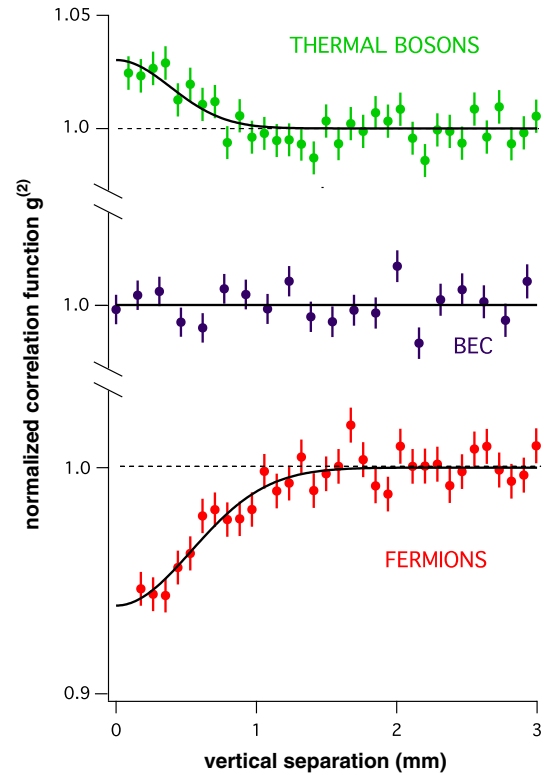 1.05
THERMAL BOSONS
1.0
normalized correlation function g(2)
1.0
BEC
1.0
FERMIONS
0.9
0 1 2 3
vertical separation (mm)